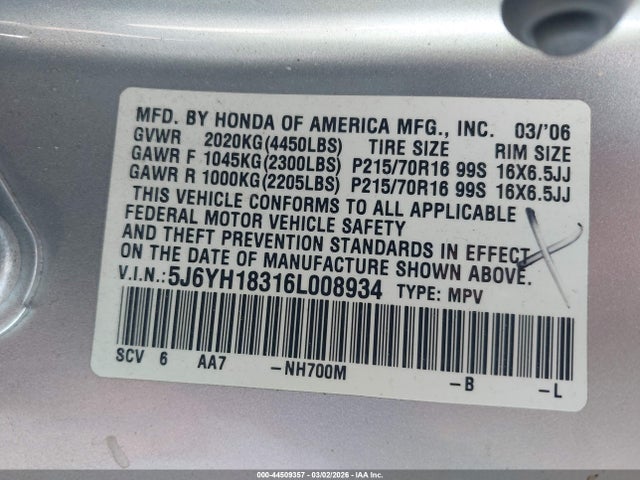 MFD. BY HONDA OF AMERICA MFG., INC. 03/'06
GVWR 2020KG(4450LBS) TIRE SIZE RIM SIZE
GAWR F 1045KG(2300LBS) P215/70R16 99S 16X6.5JJ
GAWR R 1000KG(2205LBS) P215/70R16 99S 16X6.5JJ
THIS VEHICLE CONFORMS TO ALL APPLICABLE
FEDERAL MOTOR VEHICLE SAFETY
AND THEFT PREVENTION STANDARDS IN EFFECT
ON THE DATE OF MANUFACTURE SHOWN ABOVE.
V.I.N.:5J6YH18316L008934 TYPE: MPV
SCV 6 AA7 -NH700M -B -L
000-44509357 - 03/02/2026 - IAA Inc.